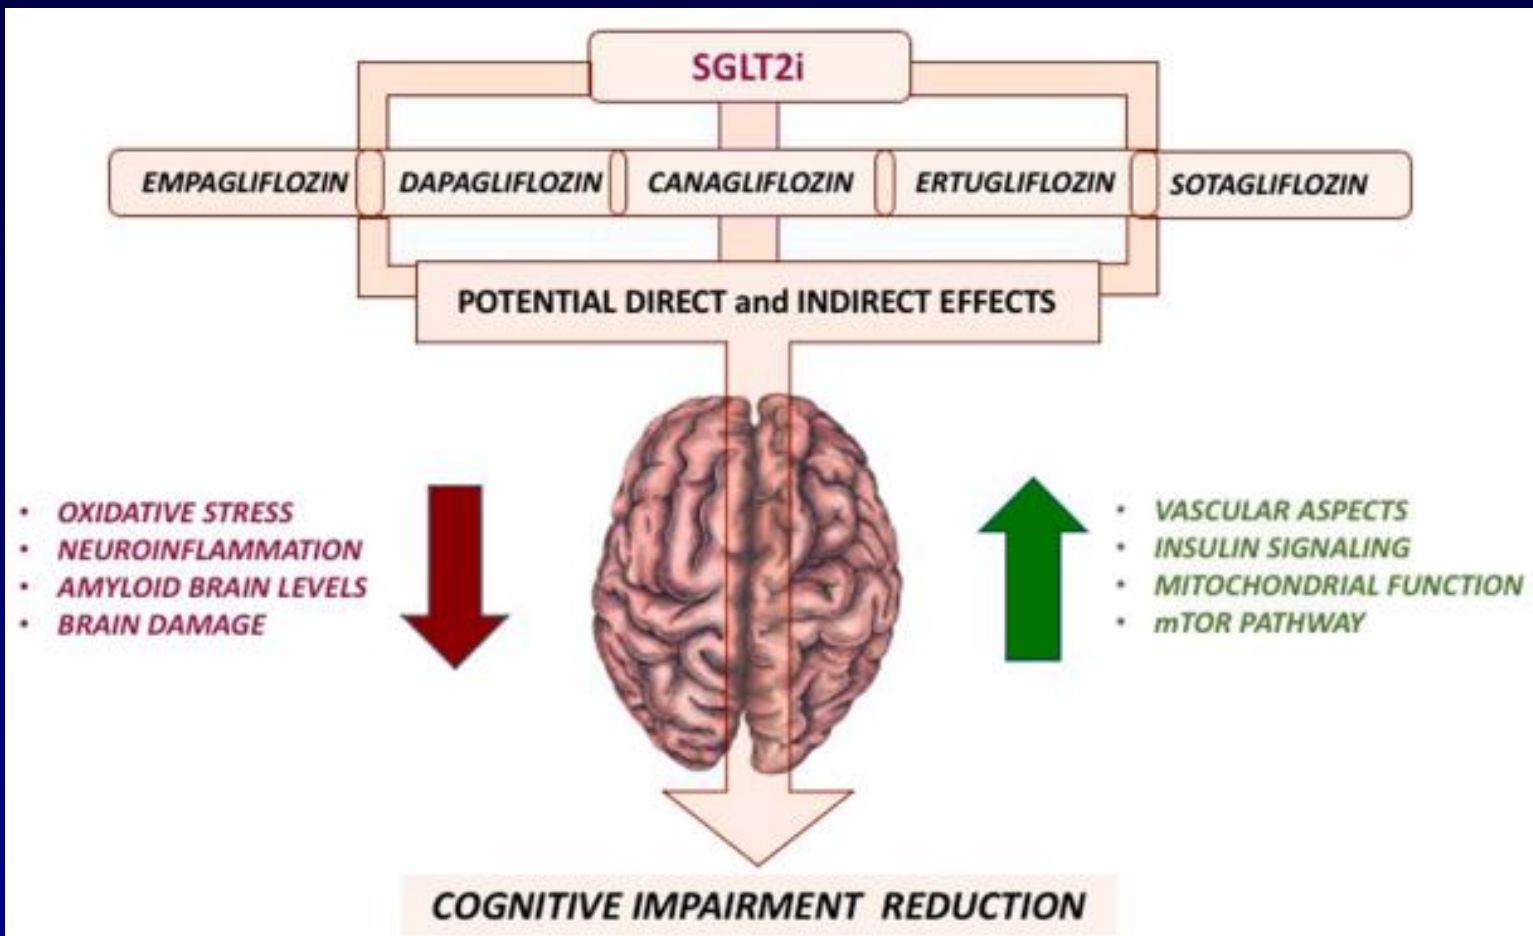 SGLT2i
EMPAGLIFLOZIN
DAPAGLIFLOZIN
CANAGLIFLOZIN
ERTUGLIFLOZIN
SOTAGLIFLOZIN
POTENTIAL DIRECT and INDIRECT EFFECTS
• OXIDATIVE STRESS
• NEUROINFLAMMATION
• AMYLOID BRAIN LEVELS
• BRAIN DAMAGE
• VASCULAR ASPECTS
• INSULIN SIGNALING
• MITOCHONDRIAL FUNCTION
• mTOR PATHWAY
COGNITIVE IMPAIRMENT REDUCTION